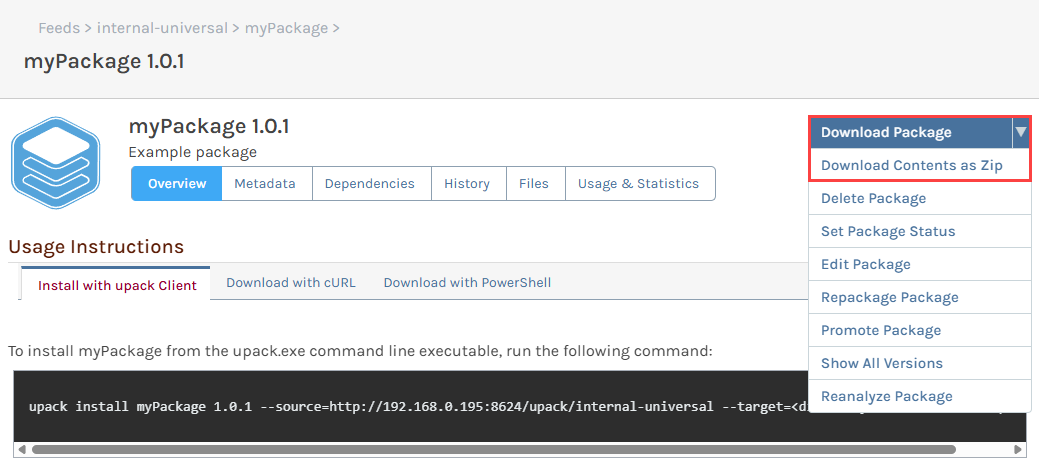 Feeds > internal-universal > myPackage >
myPackage 1.0.1
myPackage 1.0.1
Example package
Overview
Metadata
Dependencies
History
Files
Usage & Statistics
Download Package
Download Contents as Zip
Delete Package
Set Package Status
Edit Package
Repackage Package
Promote Package
Show All Versions
Reanalyze Package
Usage Instructions
Install with upack Client
Download with cURL
Download with PowerShell
To install myPackage from the upack.exe command line executable, run the following command:
upack install myPackage 1.0.1 --source=http://192.168.0.195:8624/upack/internal-universal --target=<di